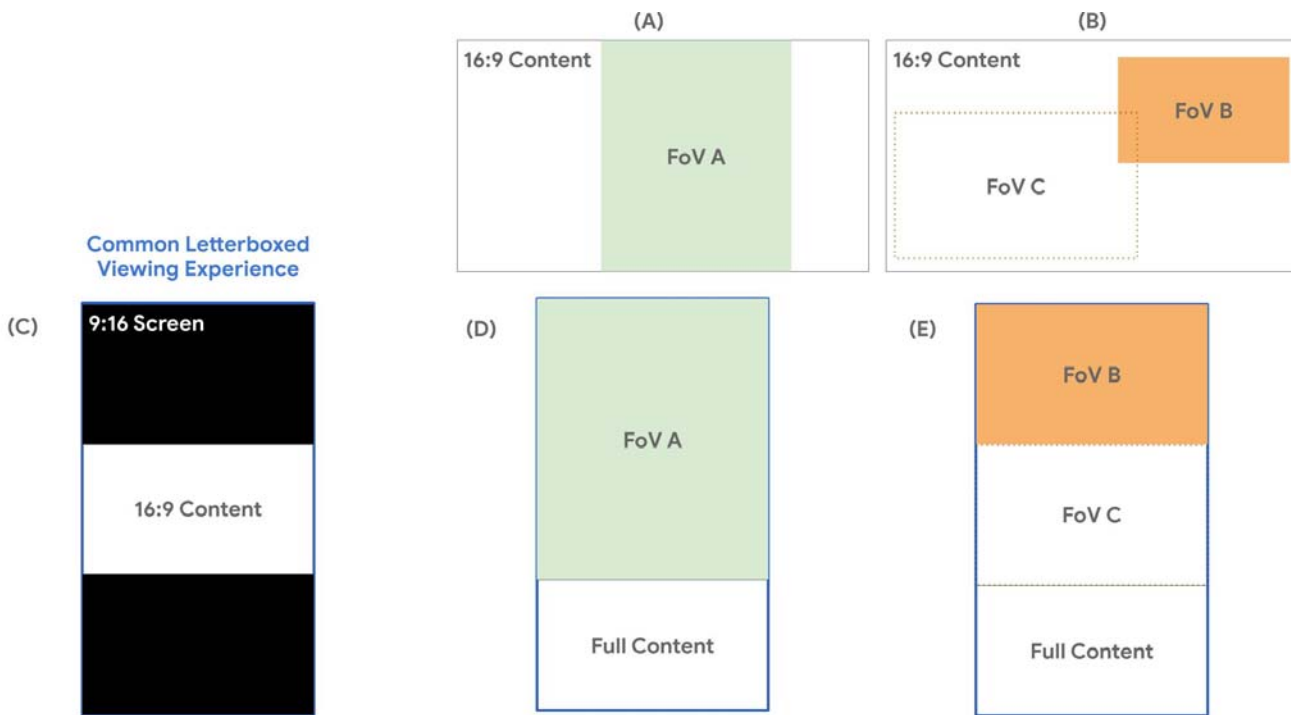 (A)
(B)
16:9 Content
FoV A
16:9 Content
FoV B
FoV C
Common Letterboxed
Viewing Experience
(C)
9:16 Screen
16:9 Content
(D)
FoV A
Full Content
(E)
FoV B
FoV C
Full Content